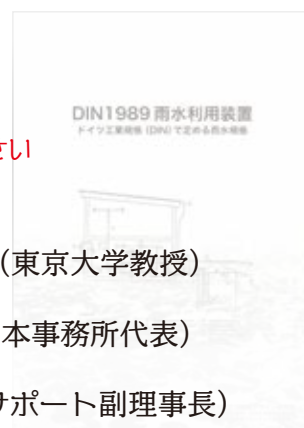 DIN1989 雨水利用装置
ドイツ工業規格 (DIN) で定める雨水規格
さい
（東京大学教授）
本事務所代表）
サポート副理事長）